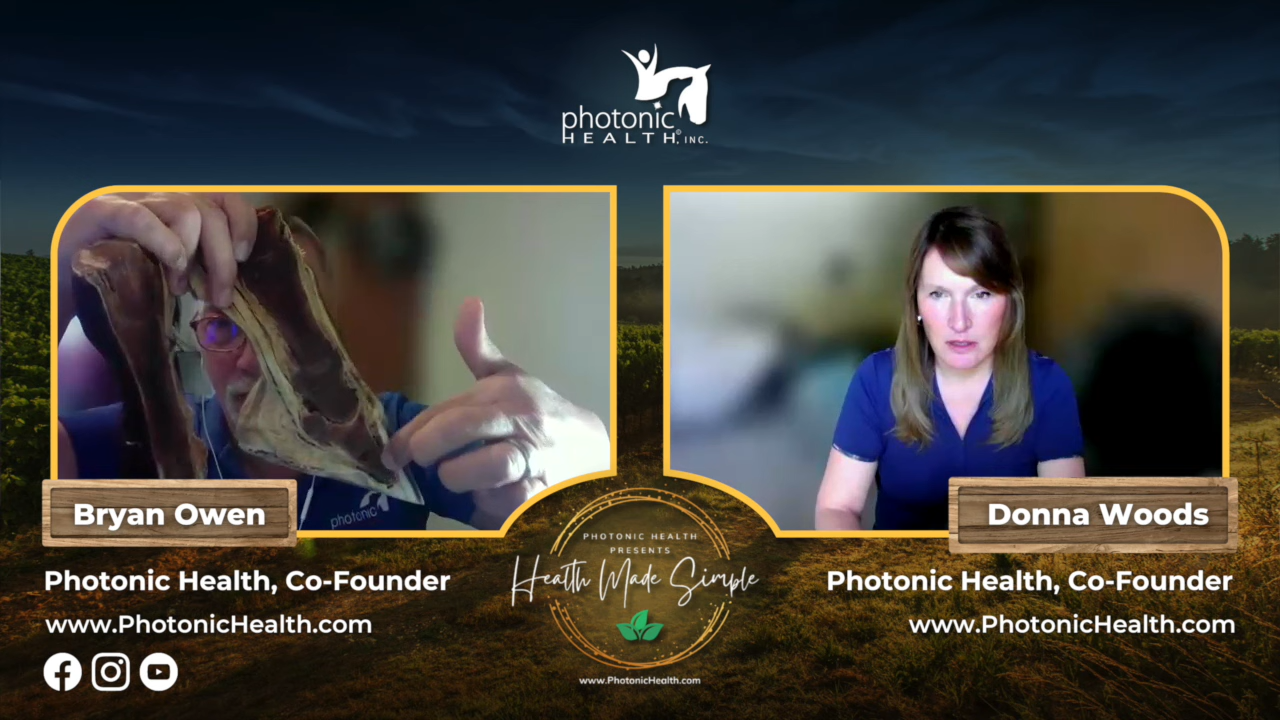 photonic
HEALTH, INC.
©
photonic
Bryan Owen
Donna Woods
Photonic Health, Co-Founder
www.PhotonicHealth.com
Photonic Health, Co-Founder
www.PhotonicHealth.com
PHOTONIC HEALTH
PRESENTS
Health Made Simple
www.PhotonicHealth.com